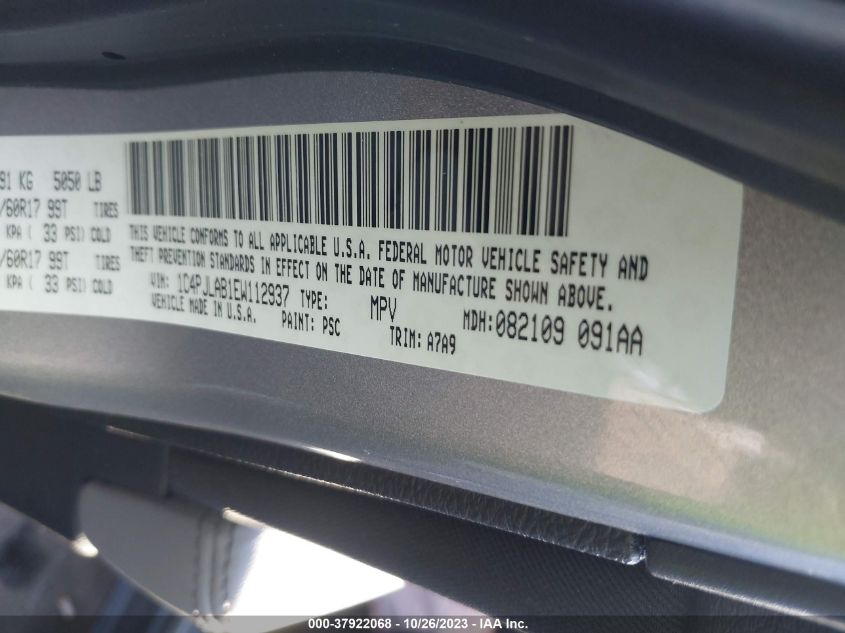 91 KG 5050 LB
/60R17 99T TIRES
KPA ( 33 PSI) COLD
/60R17 99T TIRES
KPA ( 33 PSI) COLD
THIS VEHICLE CONFORMS TO ALL APPLICABLE U.S.A. FEDERAL MOTOR VEHICLE SAFETY AND
THEFT PREVENTION STANDARDS IN EFFECT ON THE DATE OF MANUFACTURE SHOWN ABOVE.
VIN: 1C4PJLAB1EW112937 TYPE: MPV MDH:082109 091AA
VEHICLE MADE IN U.S.A. PAINT: PSC TRIM: A7A9
000-37922068 - 10/26/2023 - IAA Inc.